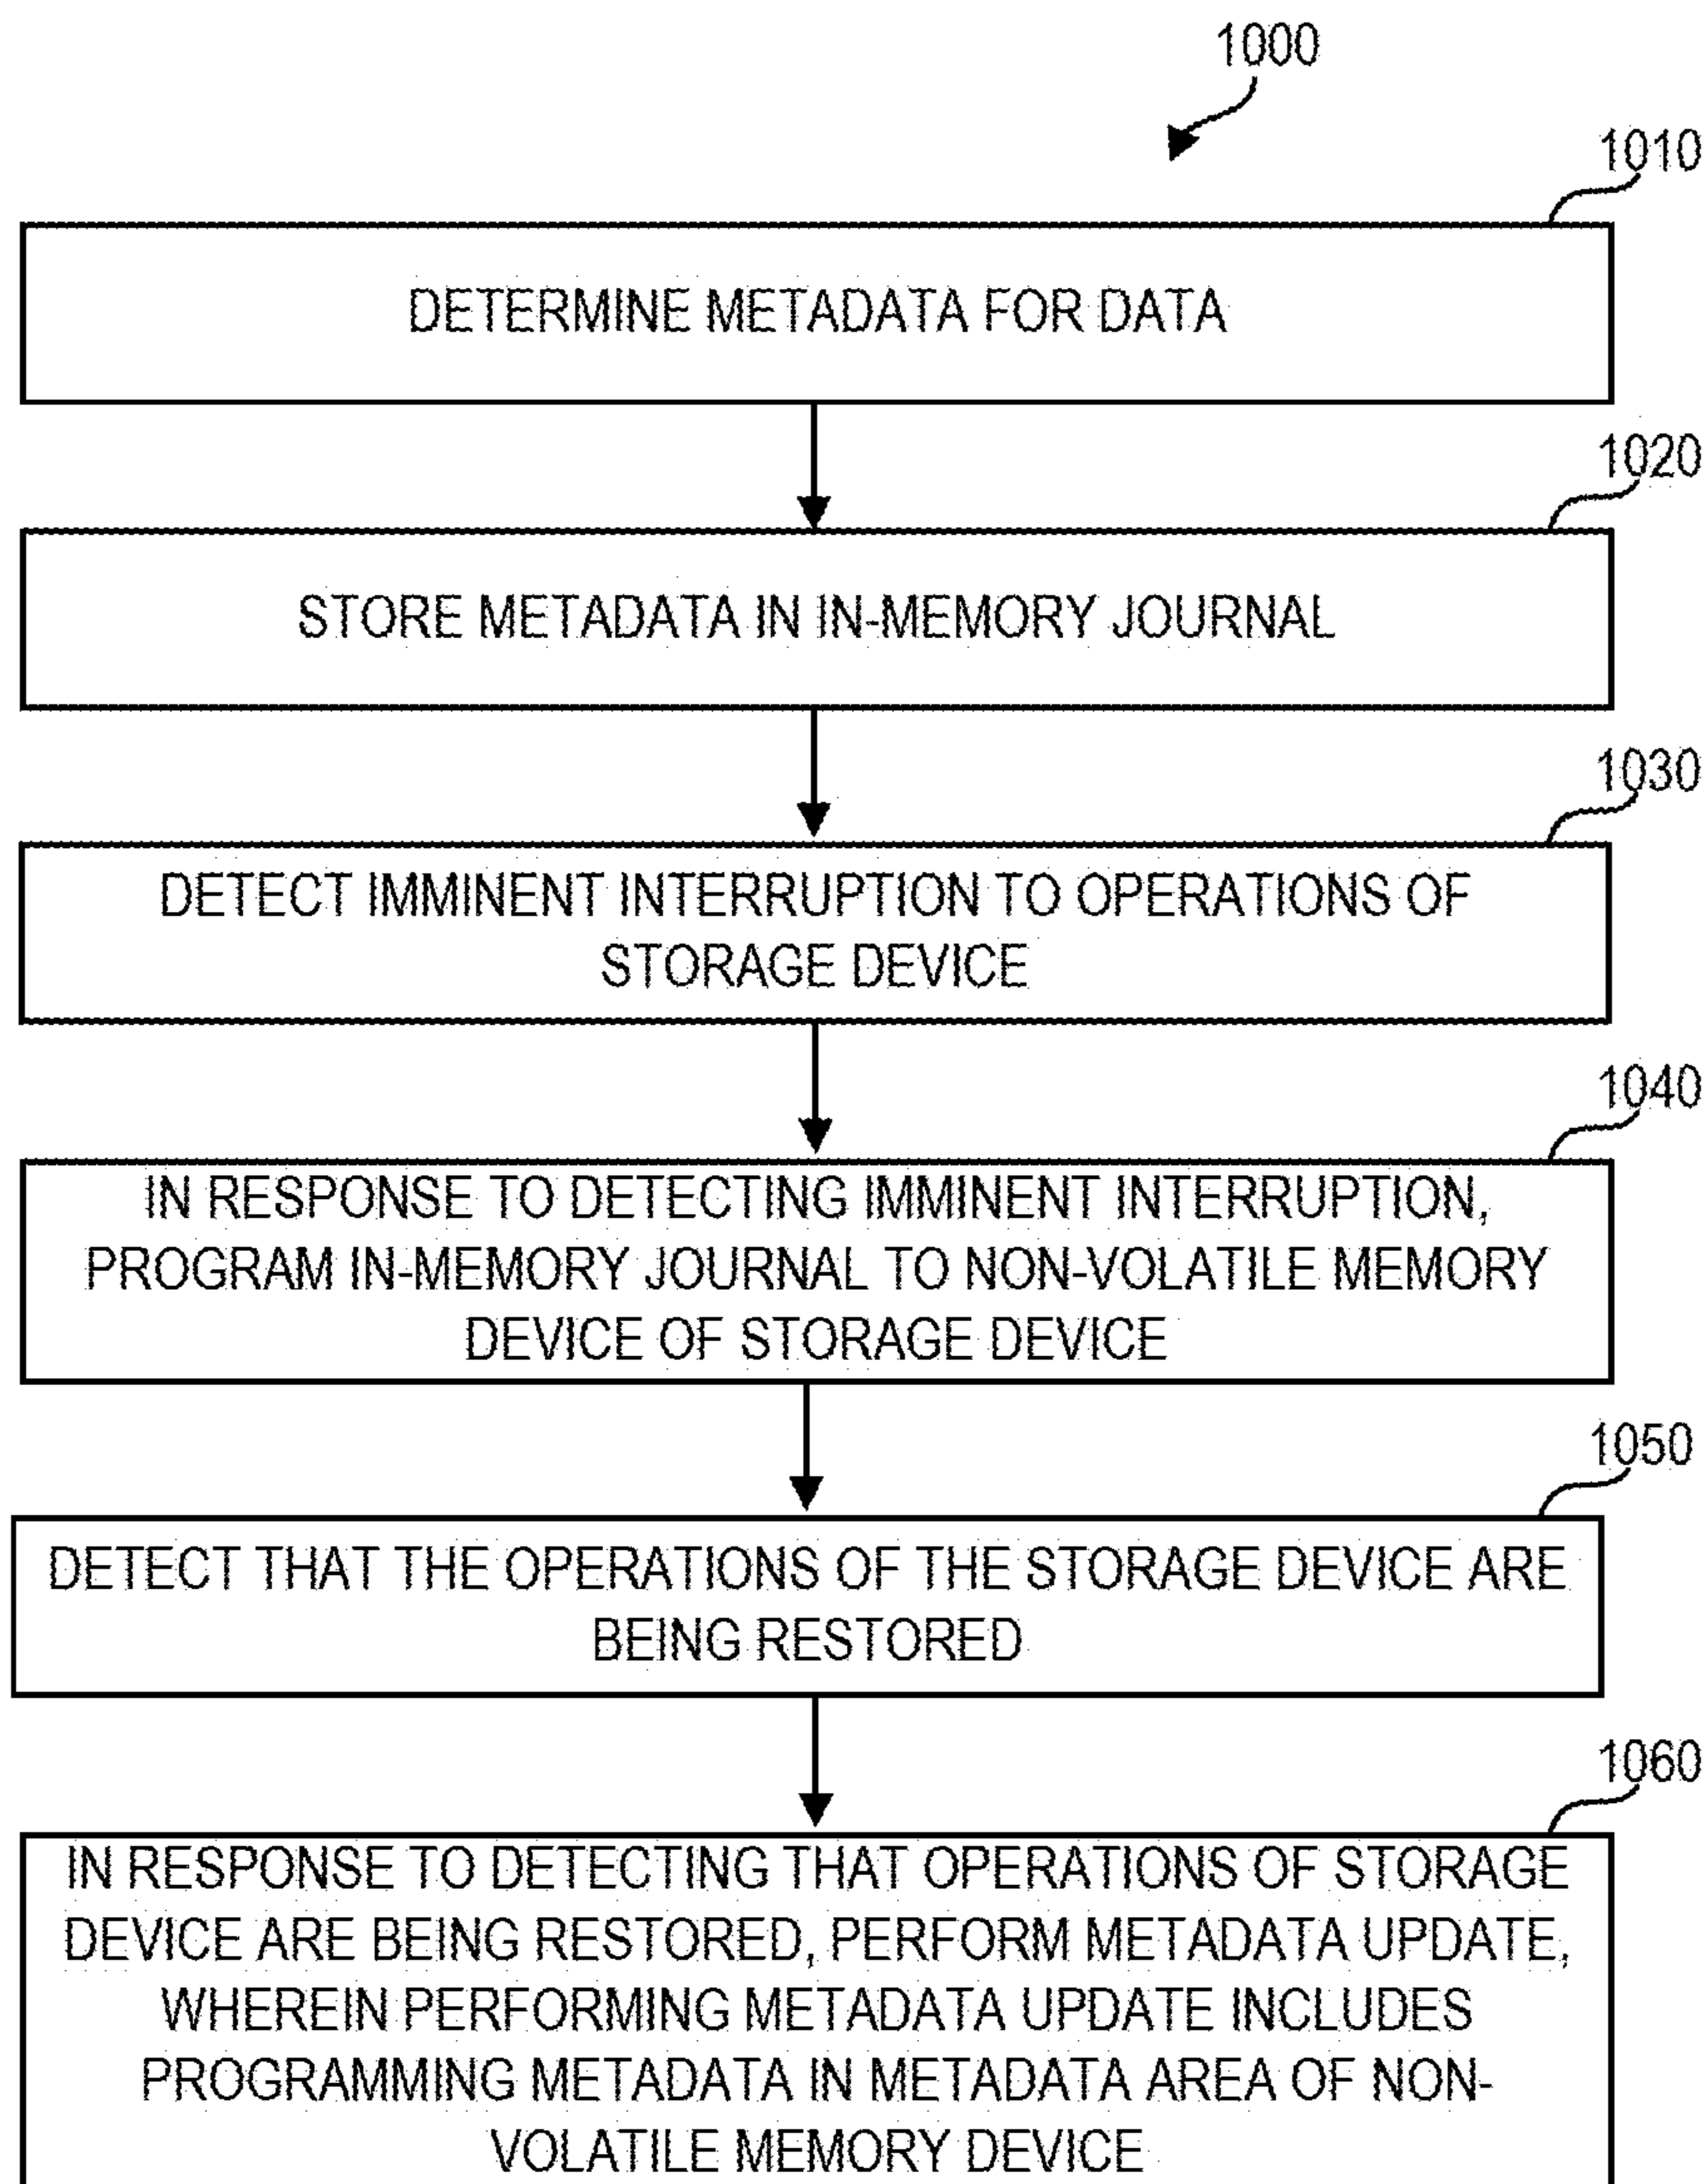 1000
1010
DETERMINE METADATA FOR DATA
1020
STORE METADATA IN IN-MEMORY JOURNAL
1030
DETECT IMMINENT INTERRUPTION TO OPERATIONS OF
STORAGE DEVICE
1040
IN RESPONSE TO DETECTING IMMINENT INTERRUPTION,
PROGRAM IN-MEMORY JOURNAL TO NON-VOLATILE MEMORY
DEVICE OF STORAGE DEVICE
1050
DETECT THAT THE OPERATIONS OF THE STORAGE DEVICE ARE
BEING RESTORED
1060
IN RESPONSE TO DETECTING THAT OPERATIONS OF STORAGE
DEVICE ARE BEING RESTORED, PERFORM METADATA UPDATE,
WHEREIN PERFORMING METADATA UPDATE INCLUDES
PROGRAMMING METADATA IN METADATA AREA OF NON-
VOLATILE MEMORY DEVICE